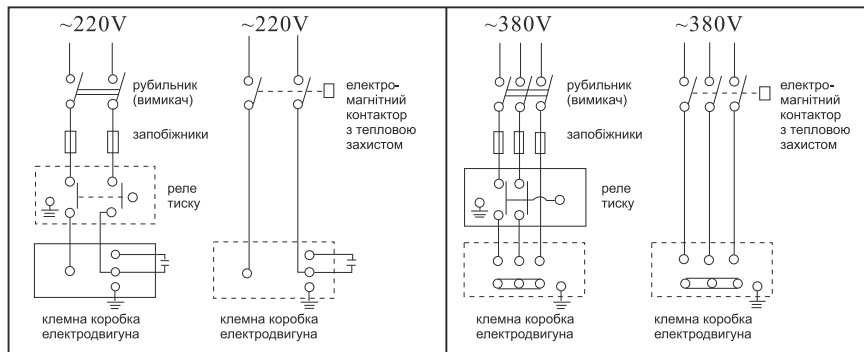 ~220V
~220V
рубильник
(вимикач)
запобіжники
реле
тиску
електро-
магнітний
контактор
з тепловою
захистом
клемна коробка
електродвигуна
клемна коробка
електродвигуна
~380V
~380V
рубильник
(вимикач)
запобіжники
реле
тиску
електро-
магнітний
контактор
з тепловою
захистом
клемна коробка
електродвигуна
клемна коробка
електродвигуна